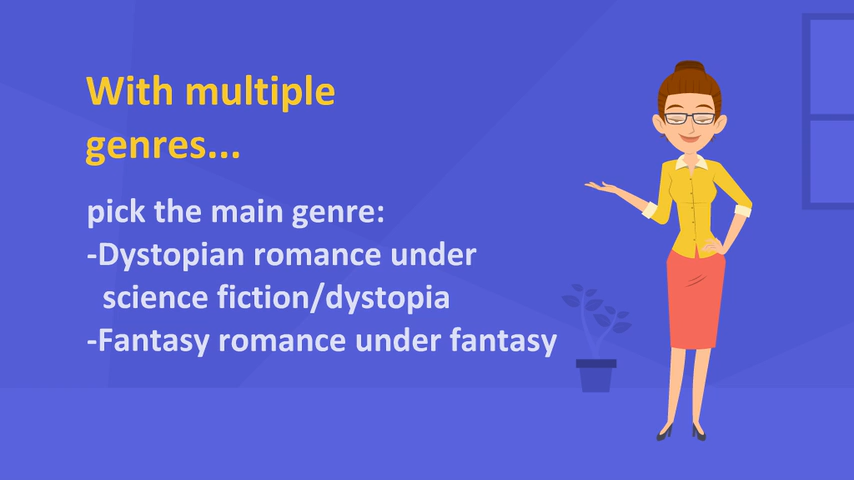 With multiple
genres...
pick the main genre:
-Dystopian romance under
science fiction/dystopia
-Fantasy romance under fantasy